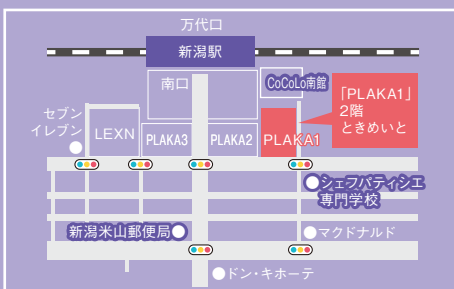 万代口
新潟駅
南口
CoCoLo南館
「PLAKA1」
2階
ときめいと
セブン
イレブン
LEXN
PLAKA3
PLAKA2
PLAKA1
シェフパティシエ
専門学校
新潟米山郵便局
マクドナルド
ドン・キホーテ